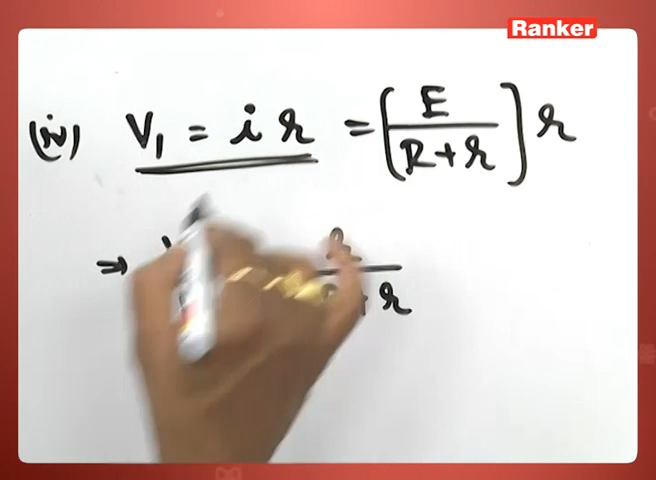 Ranker
(iv) V₁ = i r = [E / (R + r)] r
⇒ r / + r